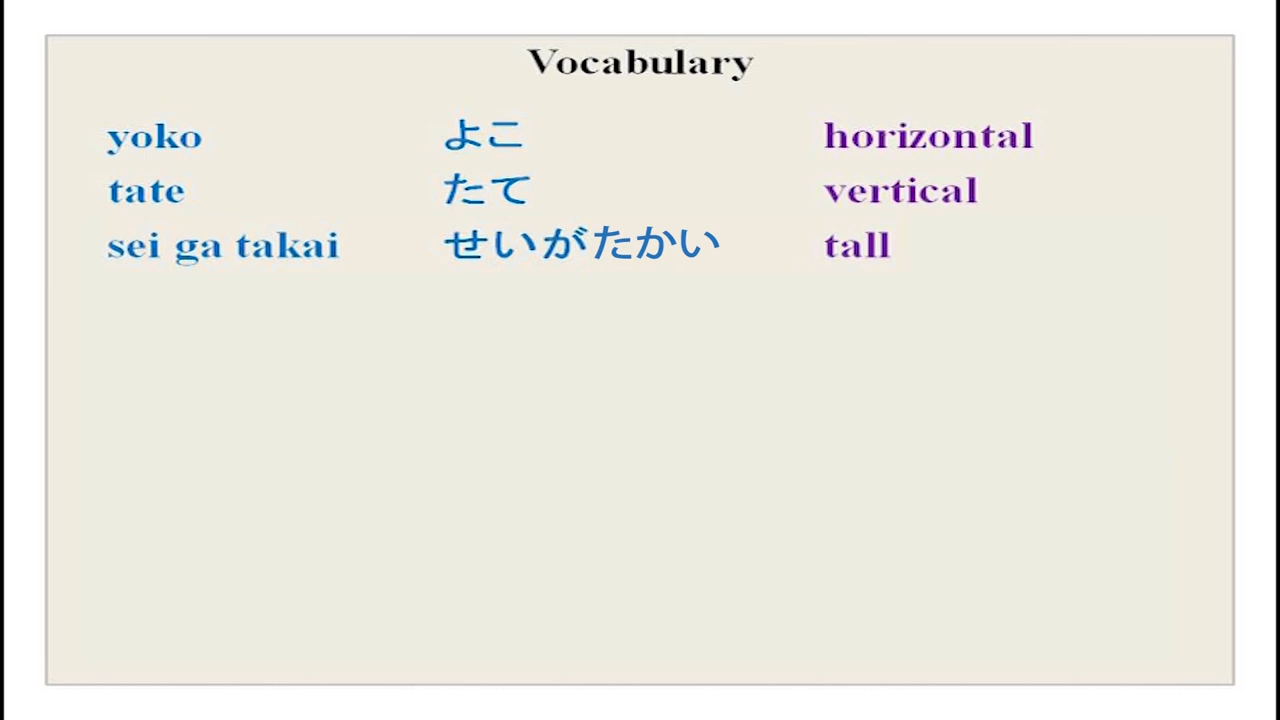 Vocabulary
yoko よこ horizontal
tate たて vertical
sei ga takai せいがたかい tall